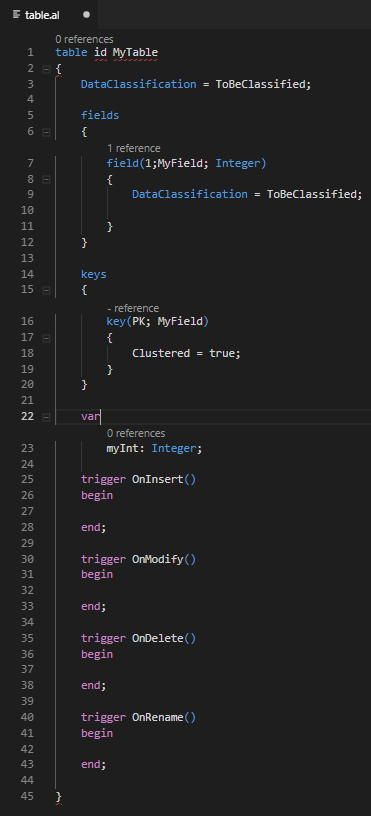 table.al
0 references
1 table id MyTable
2 {
3     DataClassification = ToBeClassified;
4
5     fields
6     {
1 reference
7         field(1;MyField; Integer)
8         {
9             DataClassification = ToBeClassified;
10
11         }
12     }
13
14     keys
15     {
- reference
16         key(PK; MyField)
17         {
18             Clustered = true;
19         }
20     }
21
22     var
0 references
23         myInt: Integer;
24
25     trigger OnInsert()
26     begin
27
28     end;
29
30     trigger OnModify()
31     begin
32
33     end;
34
35     trigger OnDelete()
36     begin
37
38     end;
39
40     trigger OnRename()
41     begin
42
43     end;
44
45 }